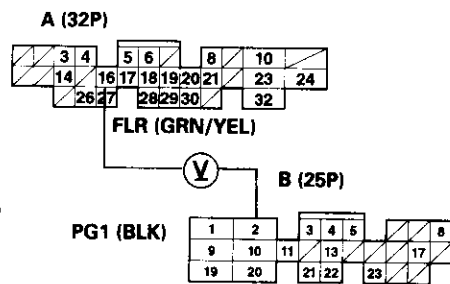 A (32P)
3 4 5 6 8 10
14 16 17 18 19 20 21 23 24
26 27 28 29 30 32
FLR (GRN/YEL)
V
B (25P)
PG1 (BLK)
1 2 3 4 5 8
9 10 11 13 17
19 20 21 22 23